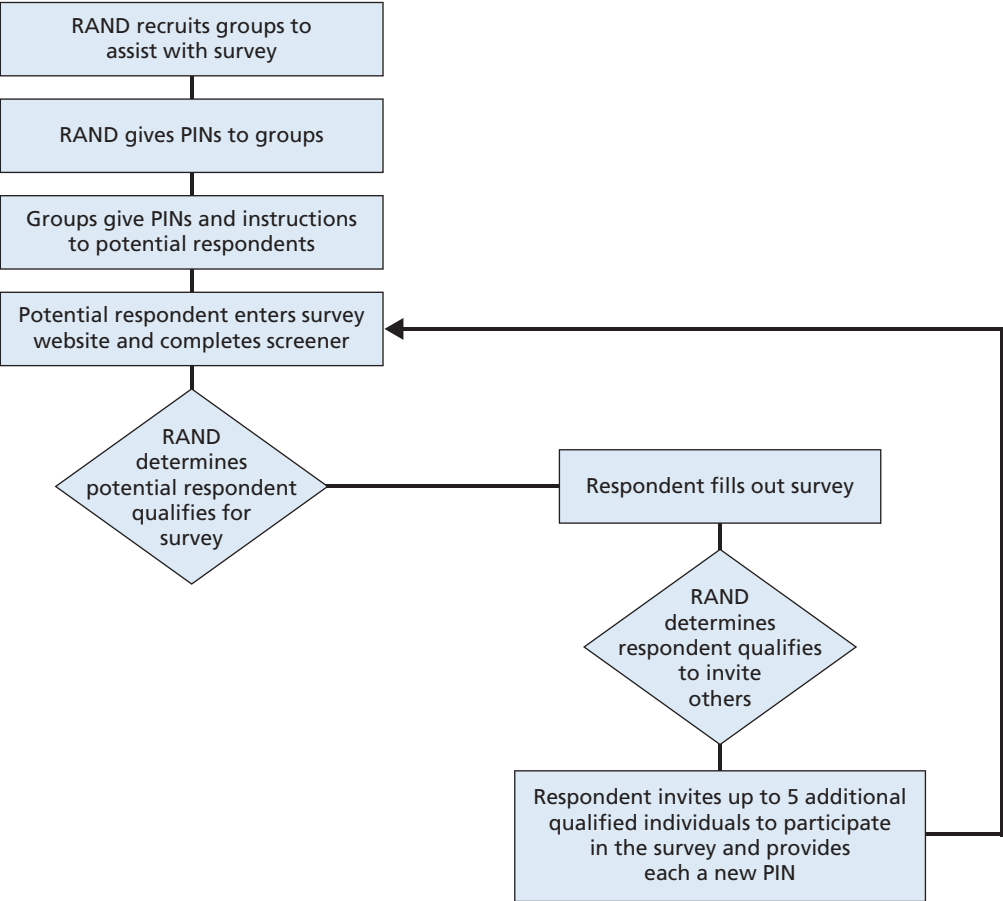 RAND recruits groups to
assist with survey
RAND gives PINs to groups
Groups give PINs and instructions
to potential respondents
Potential respondent enters survey
website and completes screener
RAND
determines
potential respondent
qualifies for
survey
Respondent fills out survey
RAND
determines
respondent qualifies
to invite
others
Respondent invites up to 5 additional
qualified individuals to participate
in the survey and provides
each a new PIN